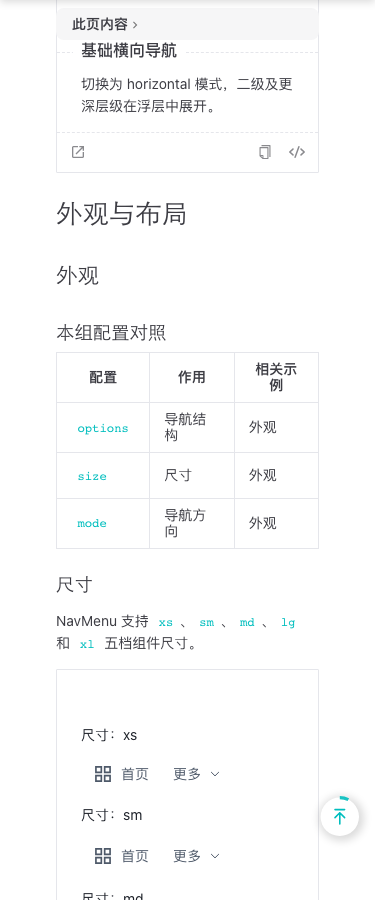 此页内容
基础横向导航
切换为 horizontal 模式，二级及更
深层级在浮层中展开。
外观与布局
外观
本组配置对照
配置 作用 相关示例
options 导航结构 外观
size 尺寸 外观
mode 导航方向 外观
尺寸
NavMenu 支持 xs 、 sm 、 md 、 lg
和 xl 五档组件尺寸。
尺寸：xs
首页 更多
尺寸：sm
首页 更多
尺寸：md